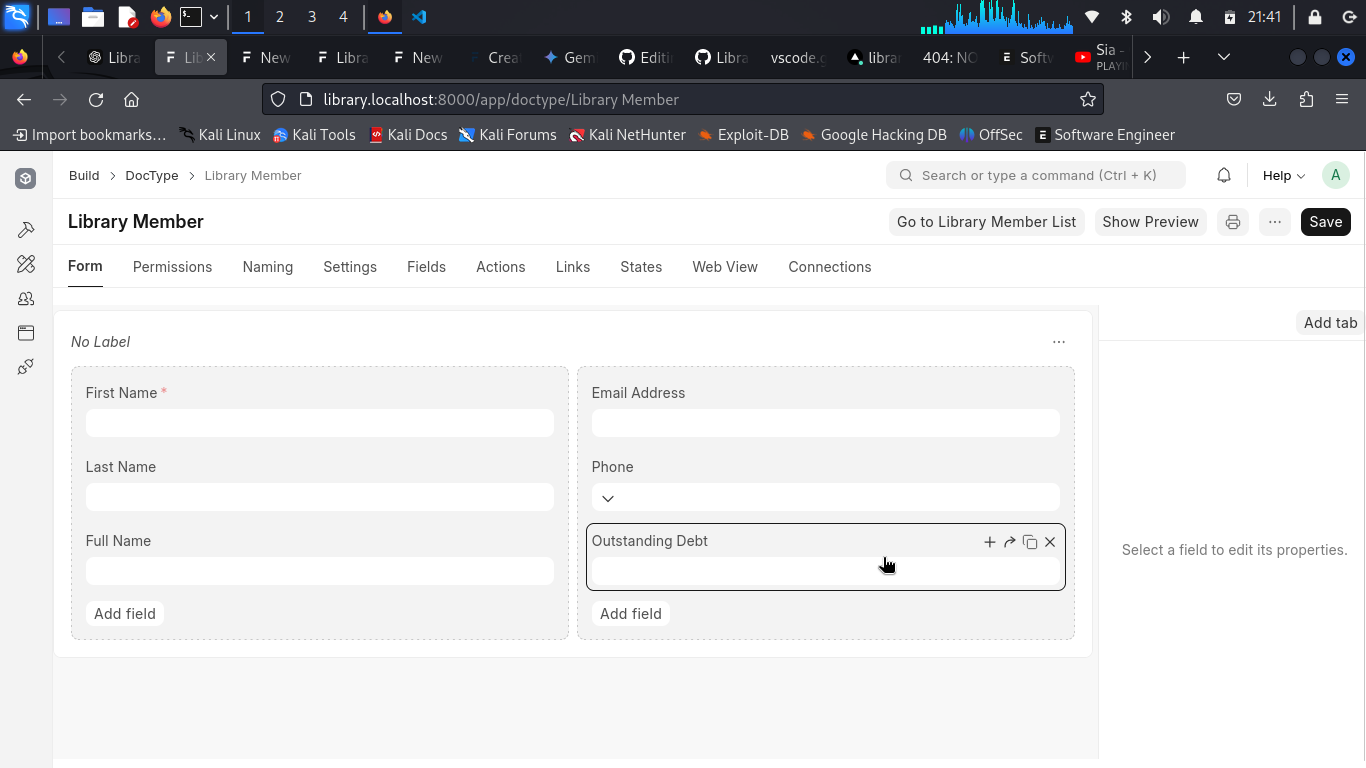 1 2 3 4 21:41
Libra Lib New Libra New Creat Gem Editi Libra vscode.g librar 404: NO Softw Sia - PLAYI
library.localhost:8000/app/doctype/Library Member
Import bookmarks... Kali Linux Kali Tools Kali Docs Kali Forums Kali NetHunter Exploit-DB Google Hacking DB OffSec Software Engineer
Build DocType Library Member Search or type a command (Ctrl + K) Help A
Library Member Go to Library Member List Show Preview ... Save
Form Permissions Naming Settings Fields Actions Links States Web View Connections
Add tab
No Label ...
First Name * Email Address
Last Name Phone
Full Name Outstanding Debt
Select a field to edit its properties.
Add field Add field